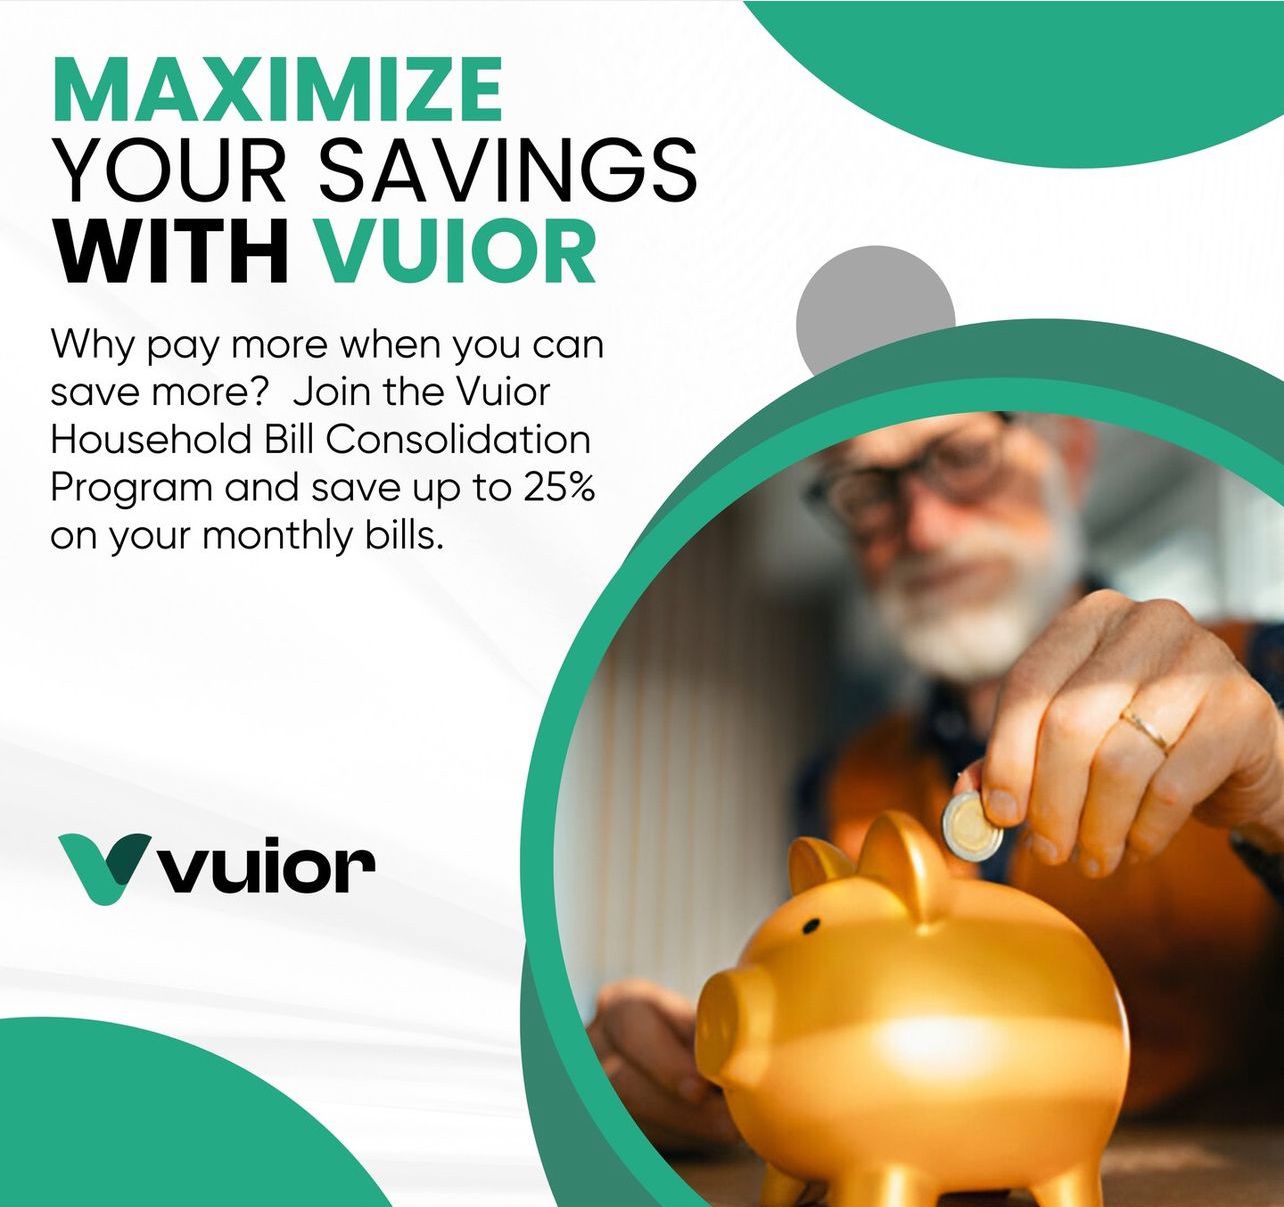 MAXIMIZE
YOUR SAVINGS
WITH VUIOR
Why pay more when you can
save more?  Join the Vuior
Household Bill Consolidation
Program and save up to 25%
on your monthly bills.
vuior